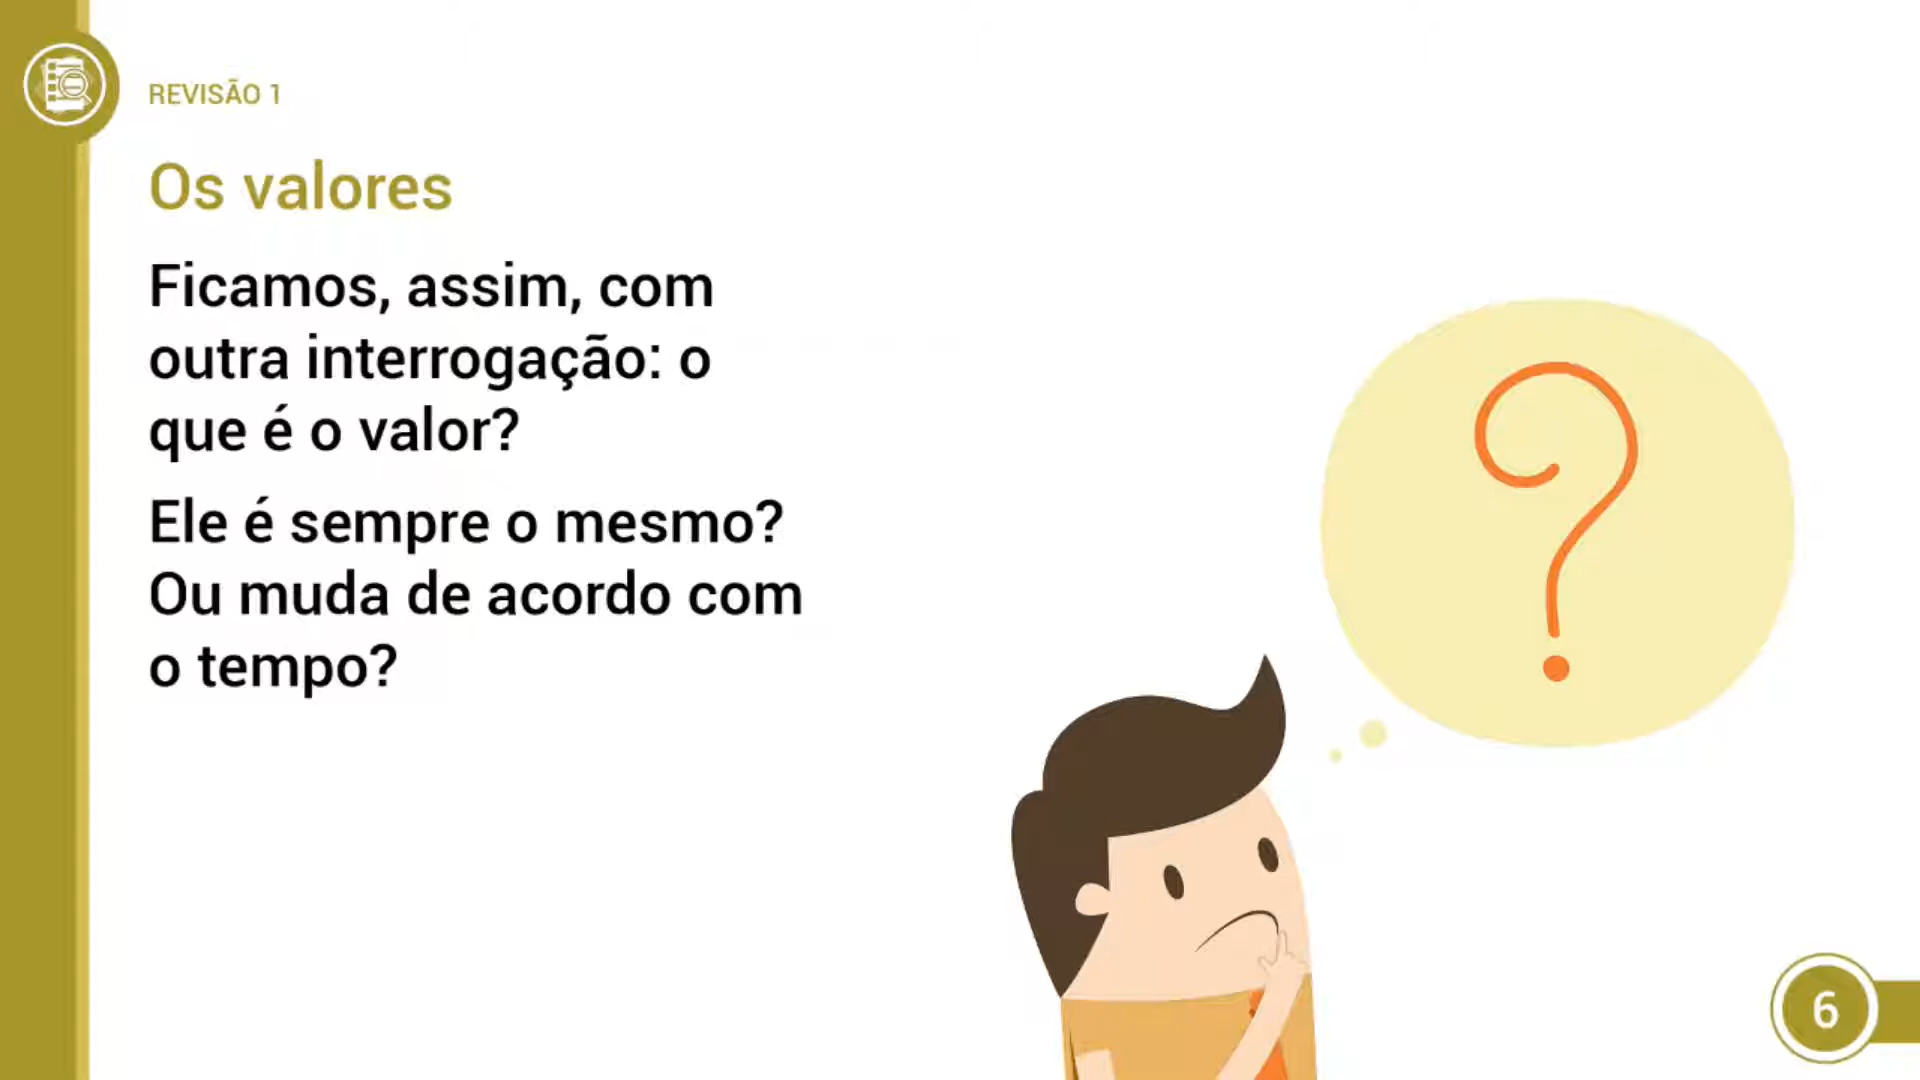 REVISÃO 1
Os valores
Ficamos, assim, com
outra interrogação: o
que é o valor?
Ele é sempre o mesmo?
Ou muda de acordo com
o tempo?
?
6